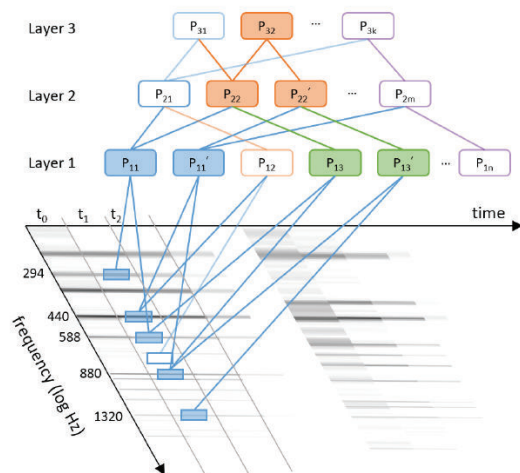 Layer 3 P31 P32 ... P3k
Layer 2 P21 P22 P22´ ... P2m
Layer 1 P11 P11´ P12 P13 P13´ ... P1n
t0 t1 t2 time
294
440
588
880
1320
frequency (log Hz)